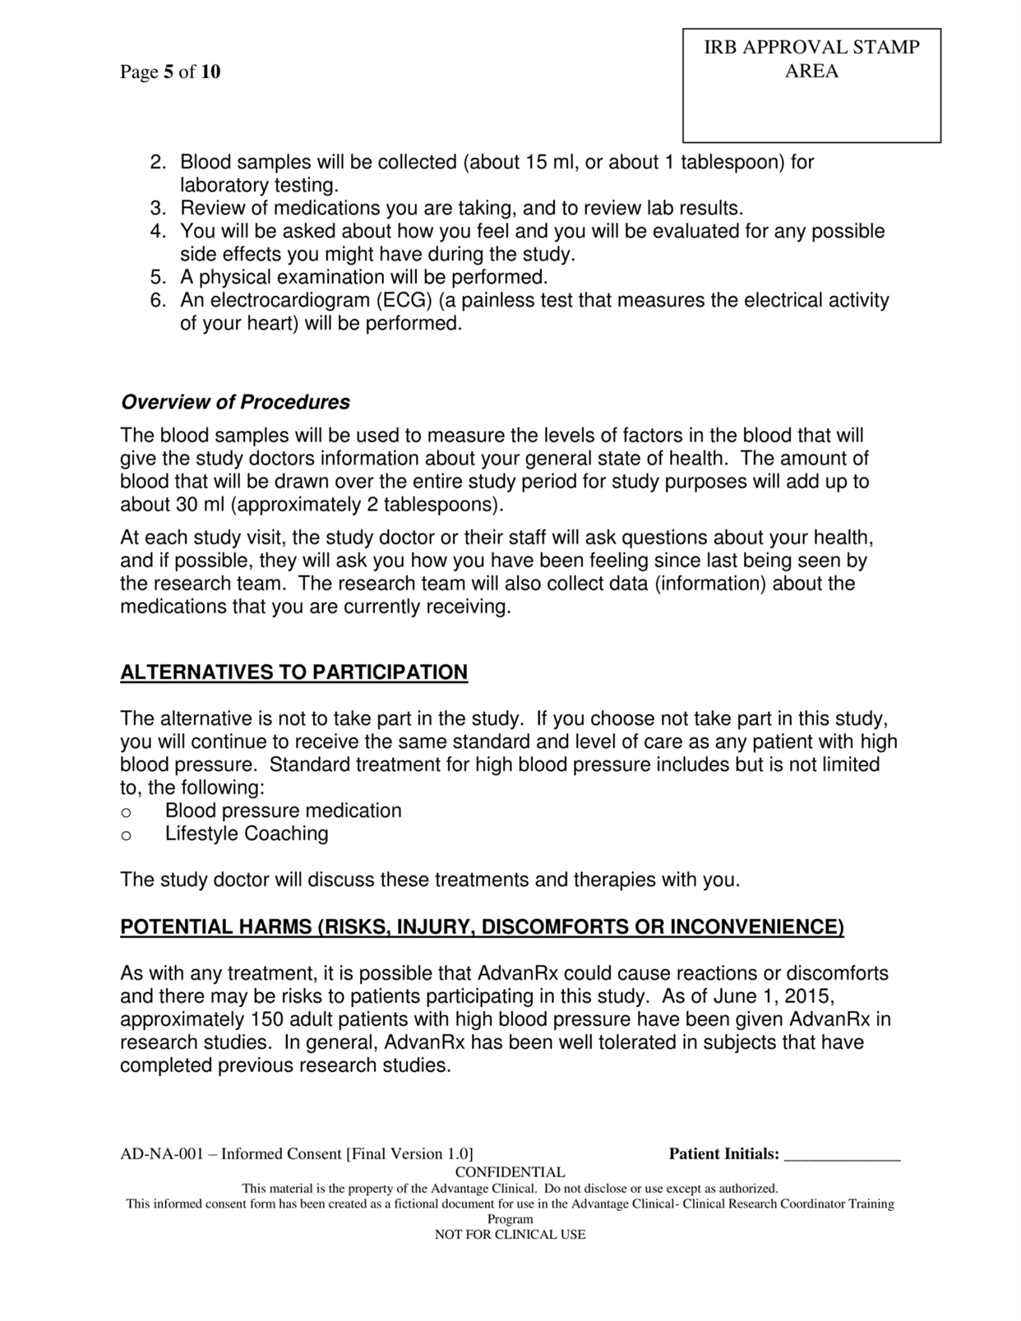 IRB APPROVAL STAMP
AREA
Page 5 of 10
2. Blood samples will be collected (about 15 ml, or about 1 tablespoon) for
laboratory testing.
3. Review of medications you are taking, and to review lab results.
4. You will be asked about how you feel and you will be evaluated for any possible
side effects you might have during the study.
5. A physical examination will be performed.
6. An electrocardiogram (ECG) (a painless test that measures the electrical activity
of your heart) will be performed.
Overview of Procedures
The blood samples will be used to measure the levels of factors in the blood that will
give the study doctors information about your general state of health.  The amount of
blood that will be drawn over the entire study period for study purposes will add up to
about 30 ml (approximately 2 tablespoons).
At each study visit, the study doctor or their staff will ask questions about your health,
and if possible, they will ask you how you have been feeling since last being seen by
the research team.  The research team will also collect data (information) about the
medications that you are currently receiving.
ALTERNATIVES TO PARTICIPATION
The alternative is not to take part in the study.  If you choose not take part in this study,
you will continue to receive the same standard and level of care as any patient with high
blood pressure.  Standard treatment for high blood pressure includes but is not limited
to, the following:
o Blood pressure medication
o Lifestyle Coaching
The study doctor will discuss these treatments and therapies with you.
POTENTIAL HARMS (RISKS, INJURY, DISCOMFORTS OR INCONVENIENCE)
As with any treatment, it is possible that AdvanRx could cause reactions or discomforts
and there may be risks to patients participating in this study.  As of June 1, 2015,
approximately 150 adult patients with high blood pressure have been given AdvanRx in
research studies.  In general, AdvanRx has been well tolerated in subjects that have
completed previous research studies.
AD-NA-001 – Informed Consent [Final Version 1.0] Patient Initials: ______________
CONFIDENTIAL
This material is the property of the Advantage Clinical.  Do not disclose or use except as authorized.
This informed consent form has been created as a fictional document for use in the Advantage Clinical- Clinical Research Coordinator Training
Program
NOT FOR CLINICAL USE